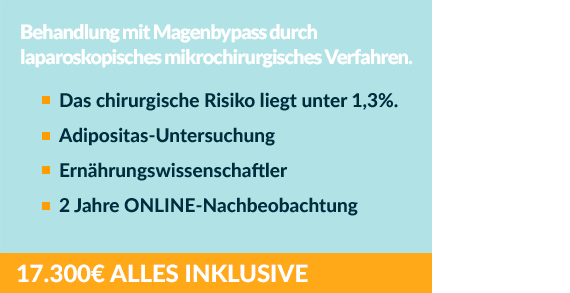 Behandlung mit Magenbypass durch
laparoskopisches mikrochirurgisches Verfahren.
Das chirurgische Risiko liegt unter 1,3%.
Adipositas-Untersuchung
Ernährungswissenschaftler
2 Jahre ONLINE-Nachbeobachtung
17.300€ ALLES INKLUSIVE